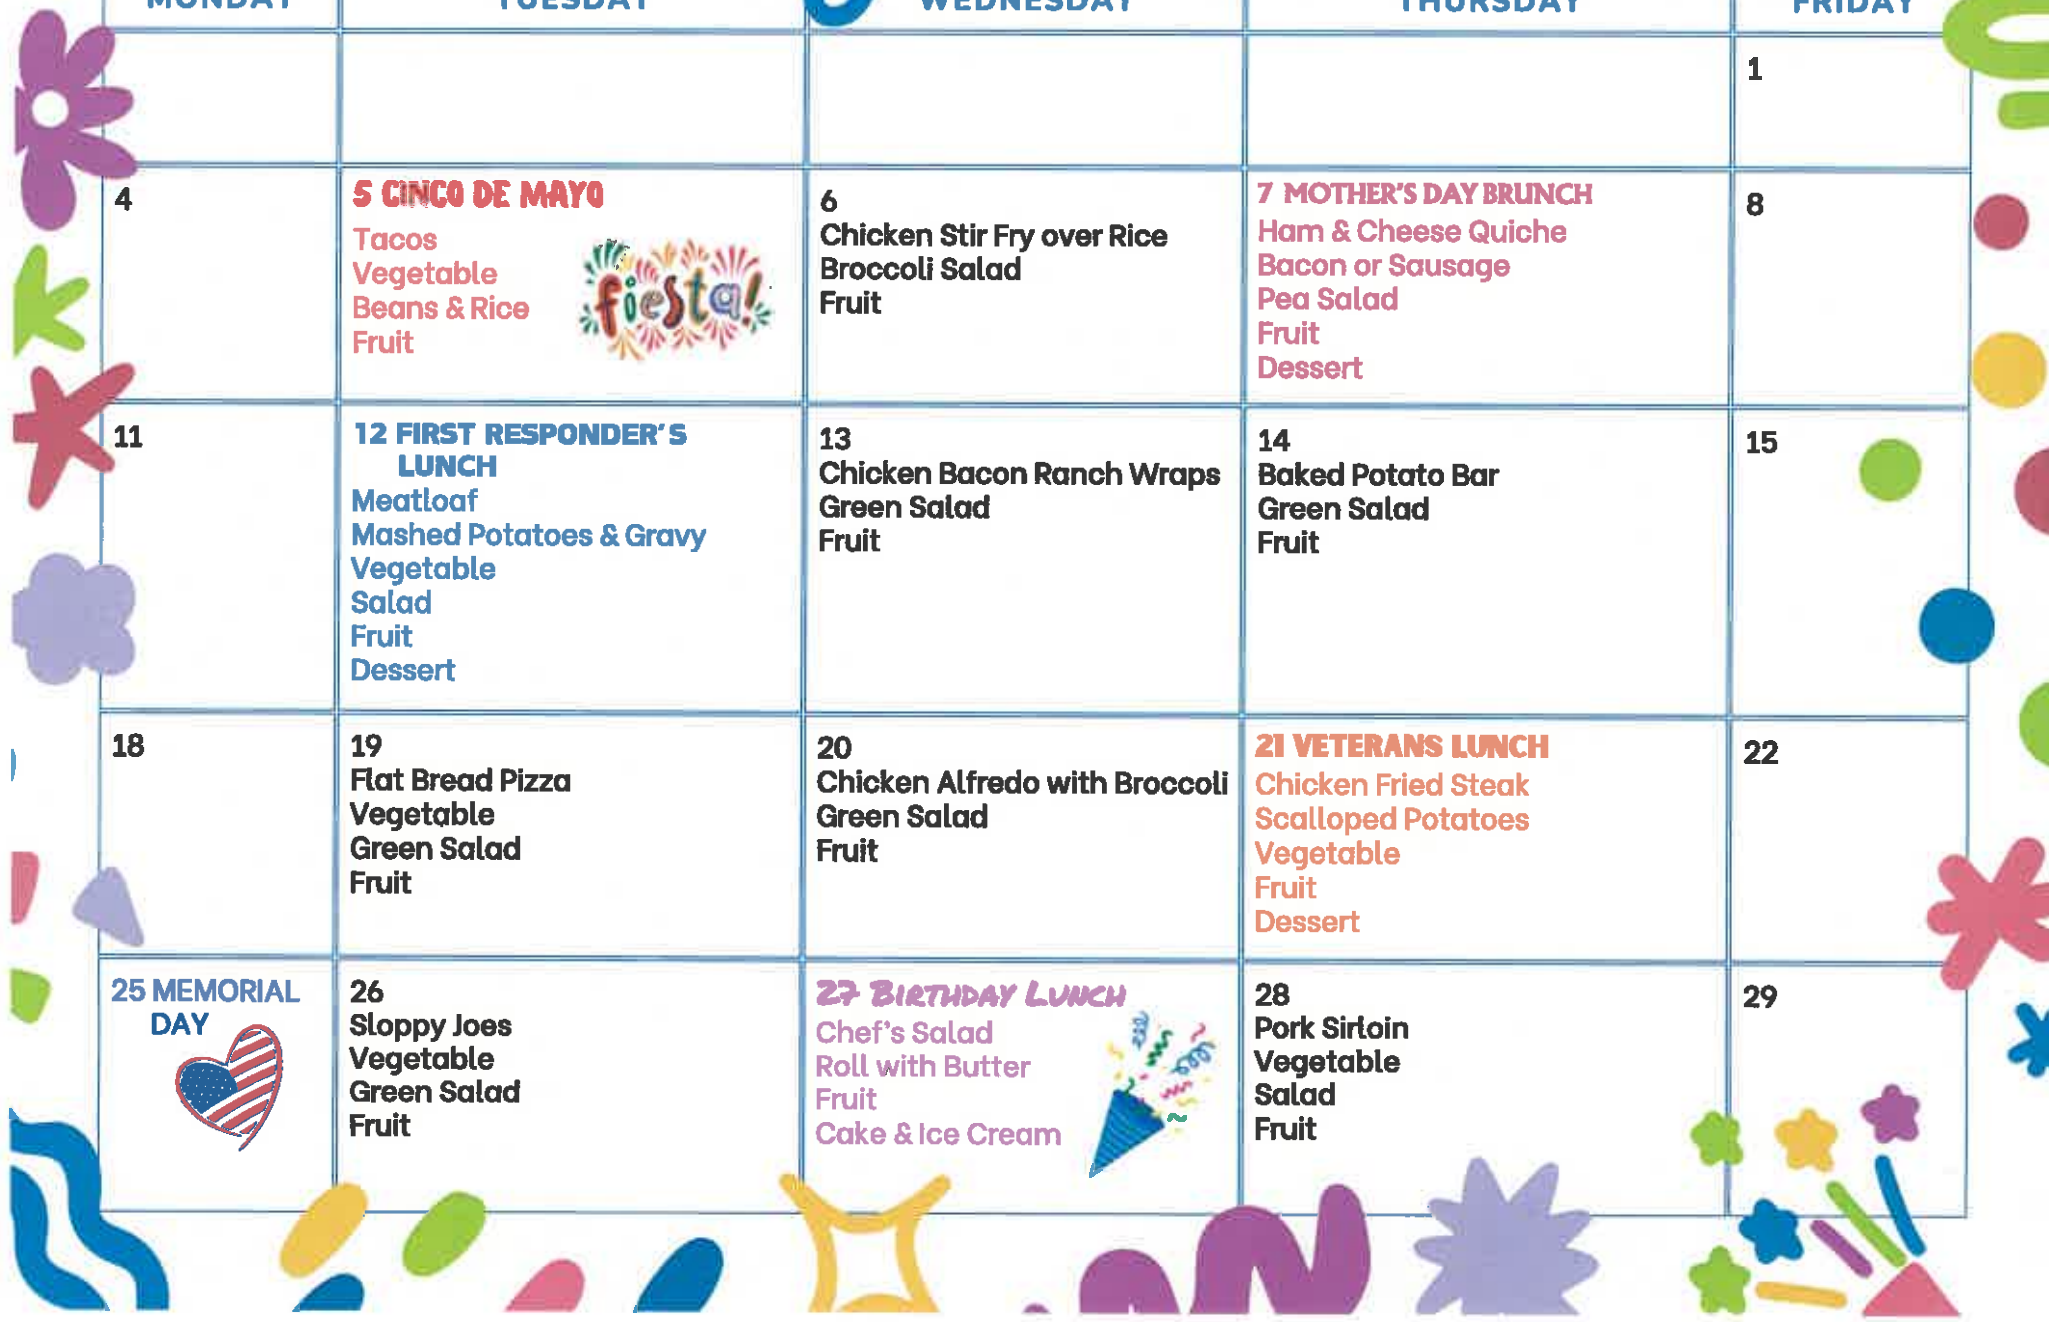 MONDAY TUESDAY WEDNESDAY THURSDAY FRIDAY
1
4
5 CINCO DE MAYO
Tacos
Vegetable
Beans & Rice
Fruit
fiesta!
6
Chicken Stir Fry over Rice
Broccoli Salad
Fruit
7 MOTHER'S DAY BRUNCH
Ham & Cheese Quiche
Bacon or Sausage
Pea Salad
Fruit
Dessert
8
11
12 FIRST RESPONDER'S
LUNCH
Meatloaf
Mashed Potatoes & Gravy
Vegetable
Salad
Fruit
Dessert
13
Chicken Bacon Ranch Wraps
Green Salad
Fruit
14
Baked Potato Bar
Green Salad
Fruit
15
18
19
Flat Bread Pizza
Vegetable
Green Salad
Fruit
20
Chicken Alfredo with Broccoli
Green Salad
Fruit
21 VETERANS LUNCH
Chicken Fried Steak
Scalloped Potatoes
Vegetable
Fruit
Dessert
22
25 MEMORIAL
DAY
26
Sloppy Joes
Vegetable
Green Salad
Fruit
27 BIRTHDAY LUNCH
Chef's Salad
Roll with Butter
Fruit
Cake & Ice Cream
28
Pork Sirloin
Vegetable
Salad
Fruit
29